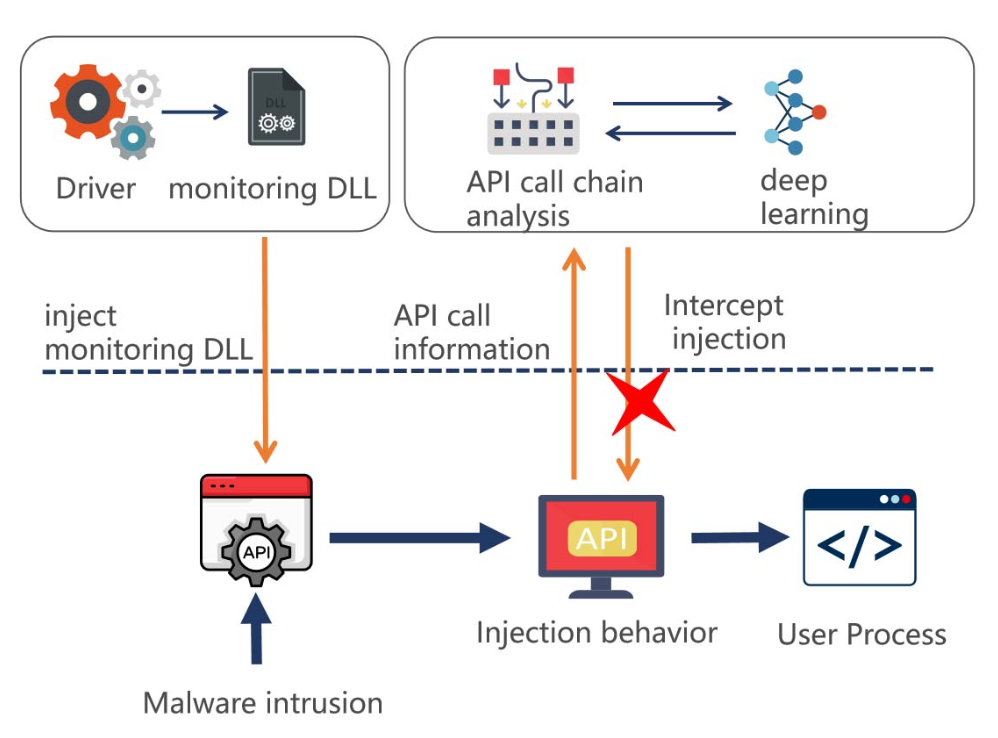 DLL
Driver
monitoring DLL
API call chain
analysis
deep
learning
inject
monitoring DLL
API call
information
Intercept
injection
API
API
Injection behavior
User Process
Malware intrusion